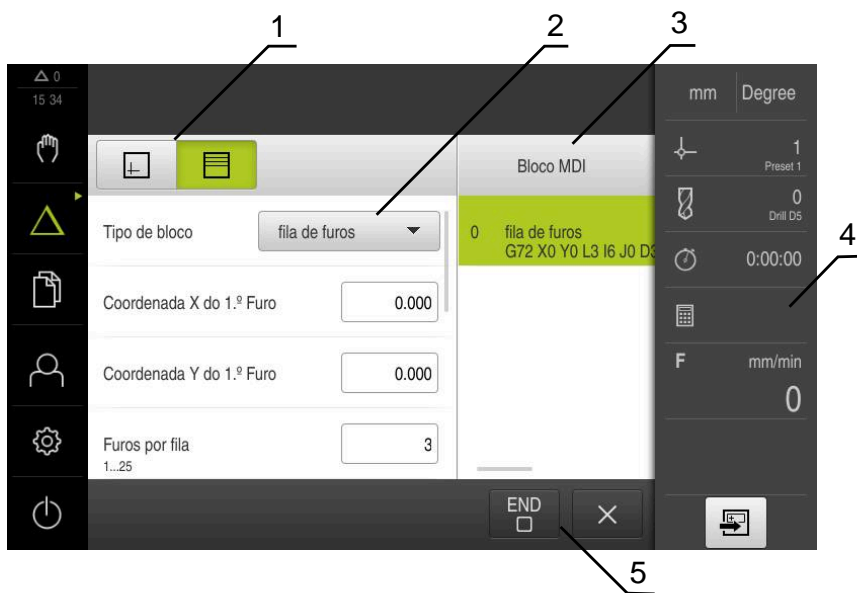 1
2
3
△ 0
15 34
mm
Degree
1
Preset 1
Bloco MDI
0
Drill D5
Tipo de bloco
fila de furos
0 fila de furos
G72 X0 Y0 L3 I6 J0 D3
4
0:00:00
Coordenada X do 1.º Furo
0.000
Coordenada Y do 1.º Furo
0.000
F
mm/min
0
Furos por fila
3
1...25
END
5